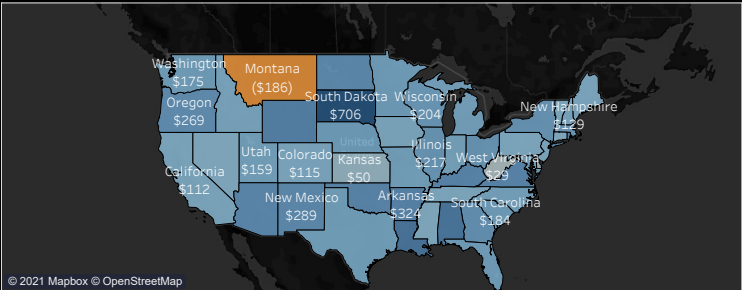 Washington
$175
Montana
($186)
Oregon
$269
South Dakota
$706
Wisconsin
$204
New Hampshire
$129
United
Utah
$159
Colorado
$115
Kansas
$50
Illinois
$217
West Virginia
$29
California
$112
New Mexico
$289
Arkansas
$324
South Carolina
$184
© 2021 Mapbox © OpenStreetMap